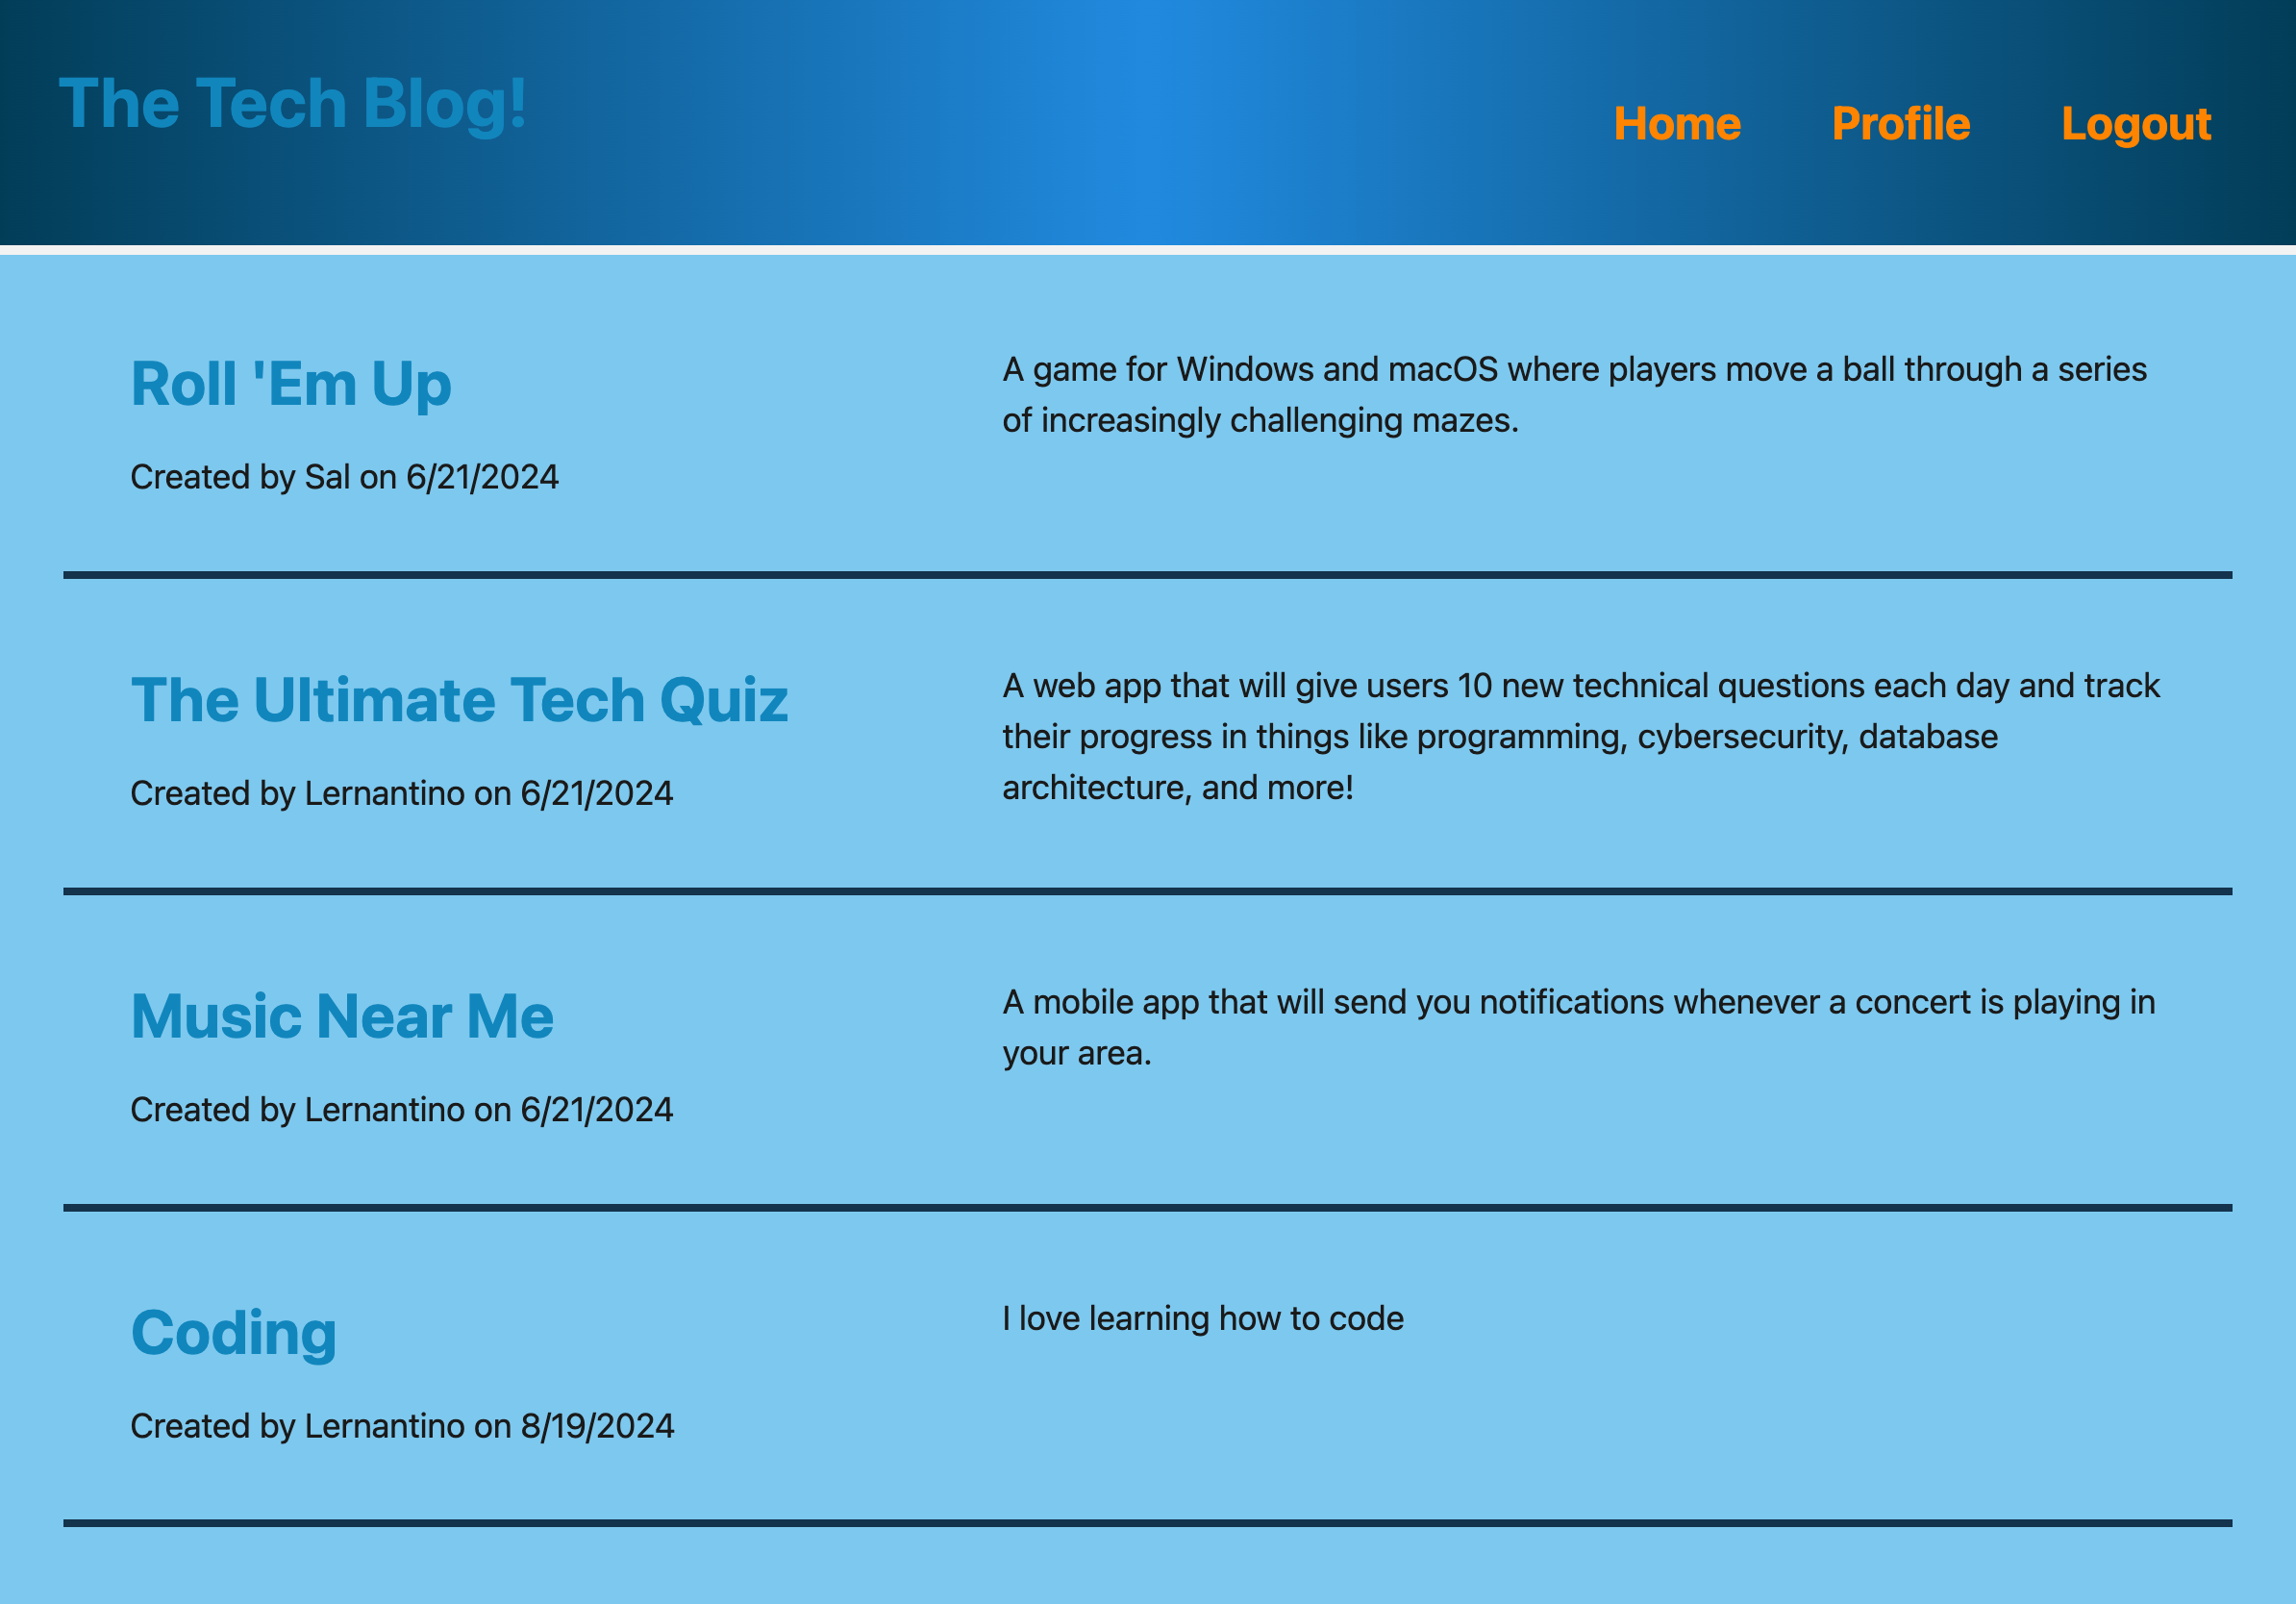 The Tech Blog!
Home Profile Logout
Roll 'Em Up
Created by Sal on 6/21/2024
A game for Windows and macOS where players move a ball through a series
of increasingly challenging mazes.
The Ultimate Tech Quiz
Created by Lernantino on 6/21/2024
A web app that will give users 10 new technical questions each day and track
their progress in things like programming, cybersecurity, database
architecture, and more!
Music Near Me
Created by Lernantino on 6/21/2024
A mobile app that will send you notifications whenever a concert is playing in
your area.
Coding
Created by Lernantino on 8/19/2024
I love learning how to code